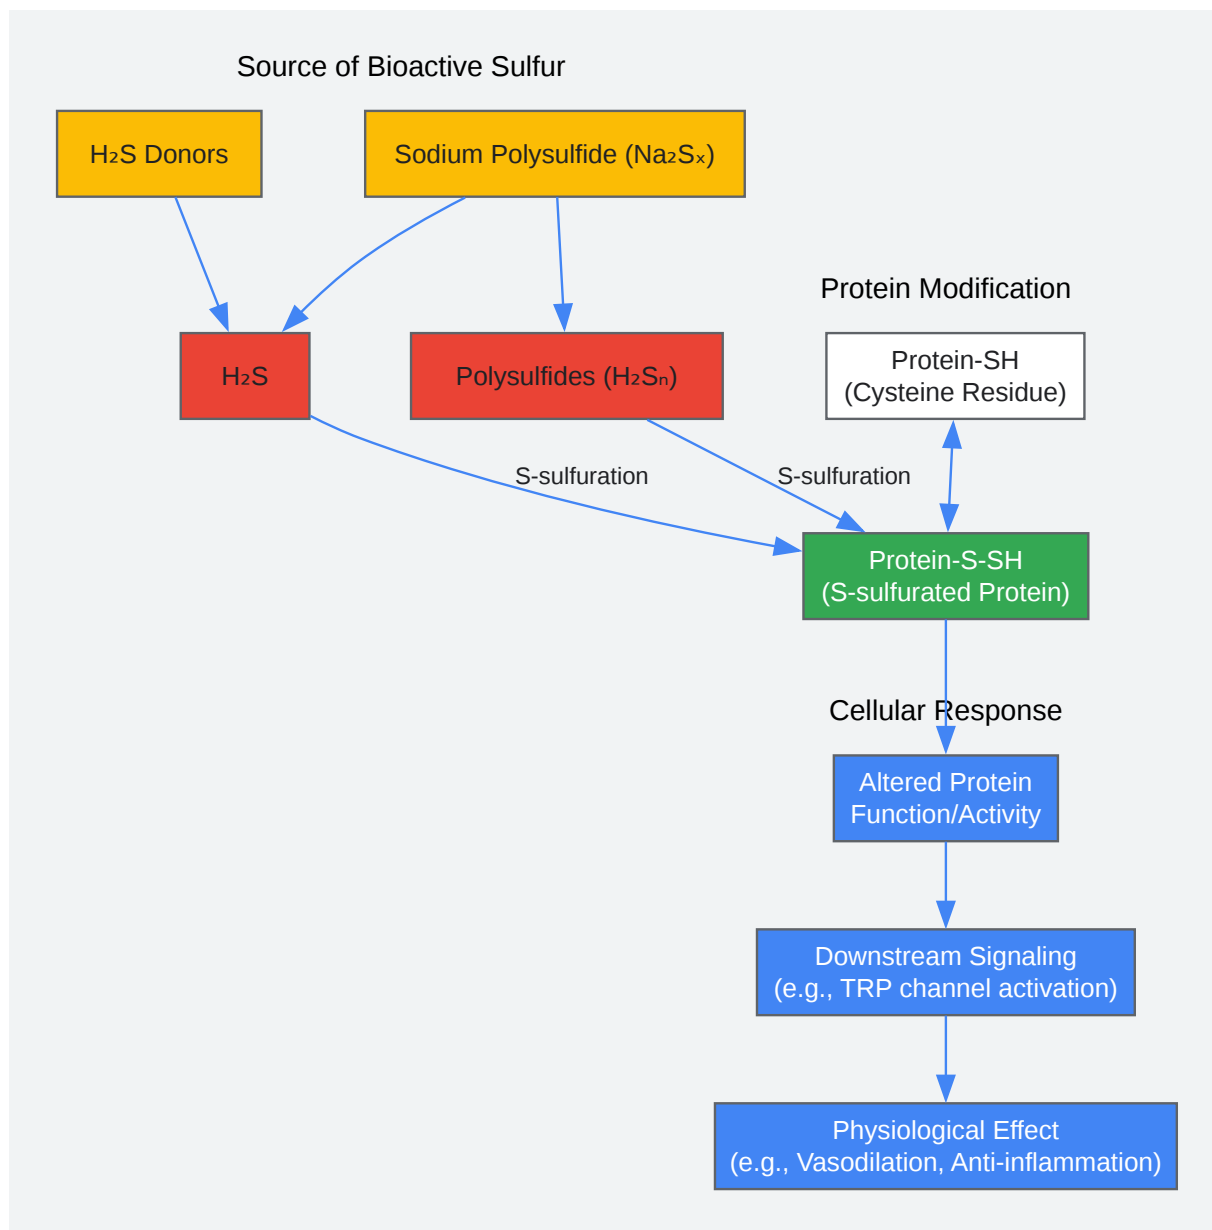 Source of Bioactive Sulfur
H₂S Donors
Sodium Polysulfide (Na₂Sₓ)
Protein Modification
H₂S
Polysulfides (H₂Sₙ)
Protein-SH
(Cysteine Residue)
S-sulfuration
S-sulfuration
Protein-S-SH
(S-sulfurated Protein)
Cellular Response
Altered Protein
Function/Activity
Downstream Signaling
(e.g., TRP channel activation)
Physiological Effect
(e.g., Vasodilation, Anti-inflammation)